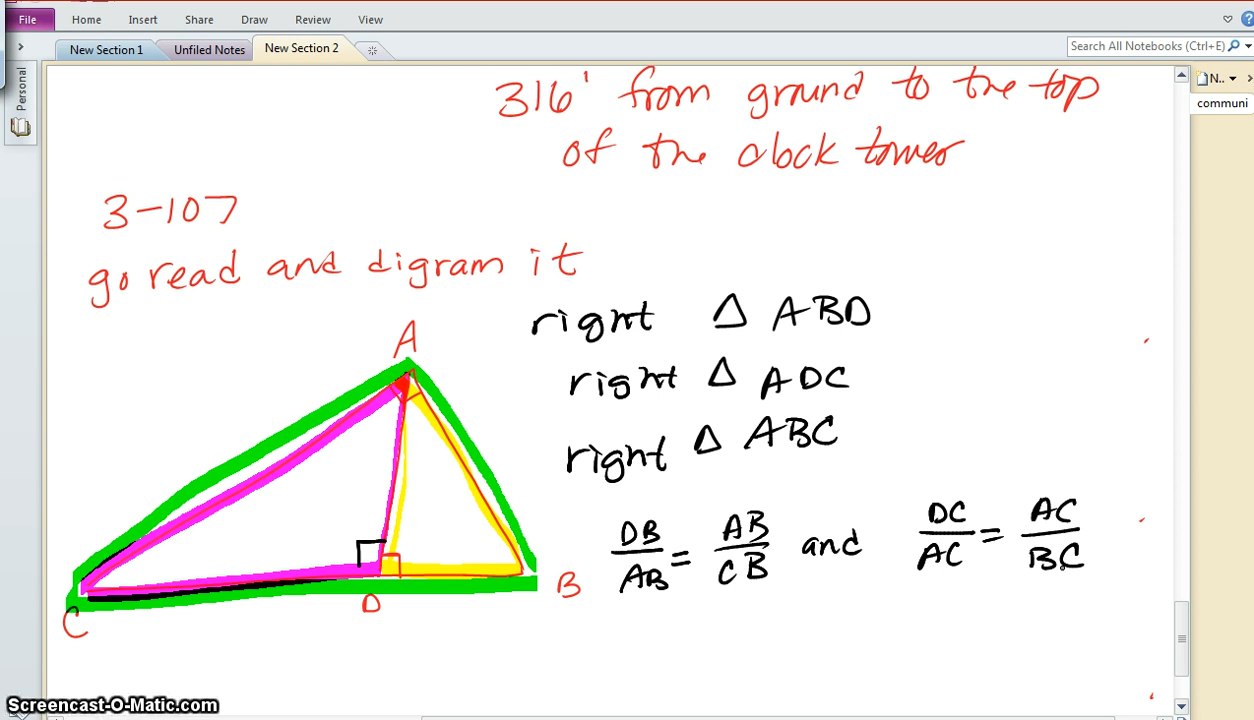 File Home Insert Share Draw Review View
New Section 1 Unfiled Notes New Section 2
Search All Notebooks (Ctrl+E)
N..
Personal
communi
316' from ground to the top
of the clock tower
3-107
go read and digram it
right △ ABD
A
right △ ADC
right △ ABC
DB/AB = AB/CB and DC/AC = AC/BC
B
D
C
Screencast-O-Matic.com